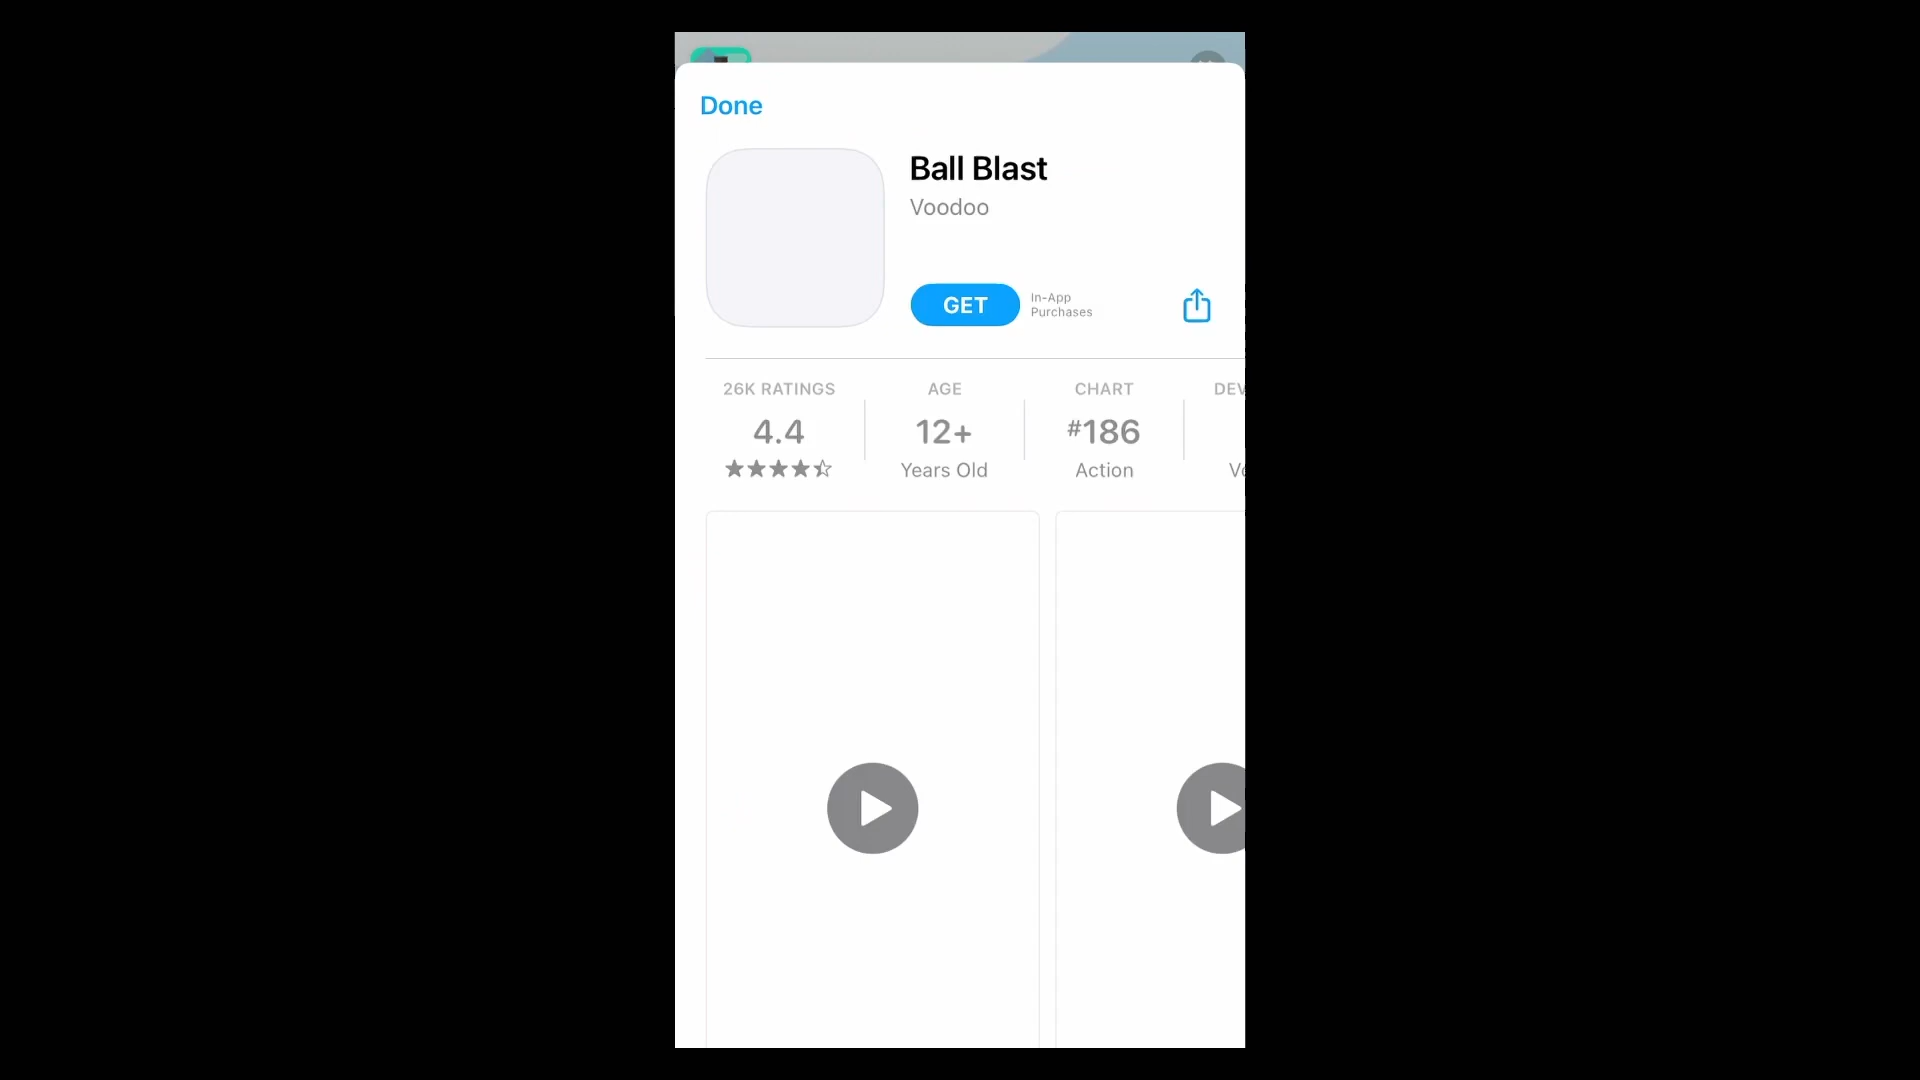 Done
Ball Blast
Voodoo
GET
In-App
Purchases
26K RATINGS
AGE
CHART
4.4
12+
#186
Years Old
Action